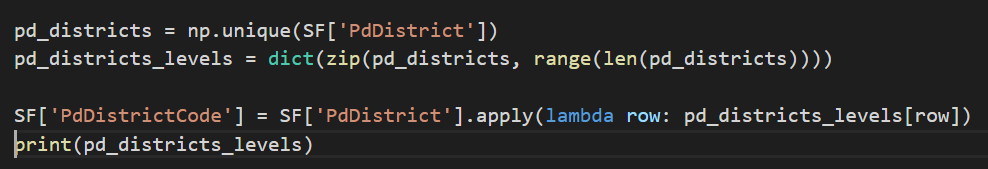 pd_districts = np.unique(SF['PdDistrict'])
pd_districts_levels = dict(zip(pd_districts, range(len(pd_districts))))
SF['PdDistrictCode'] = SF['PdDistrict'].apply(lambda row: pd_districts_levels[row])
print(pd_districts_levels)